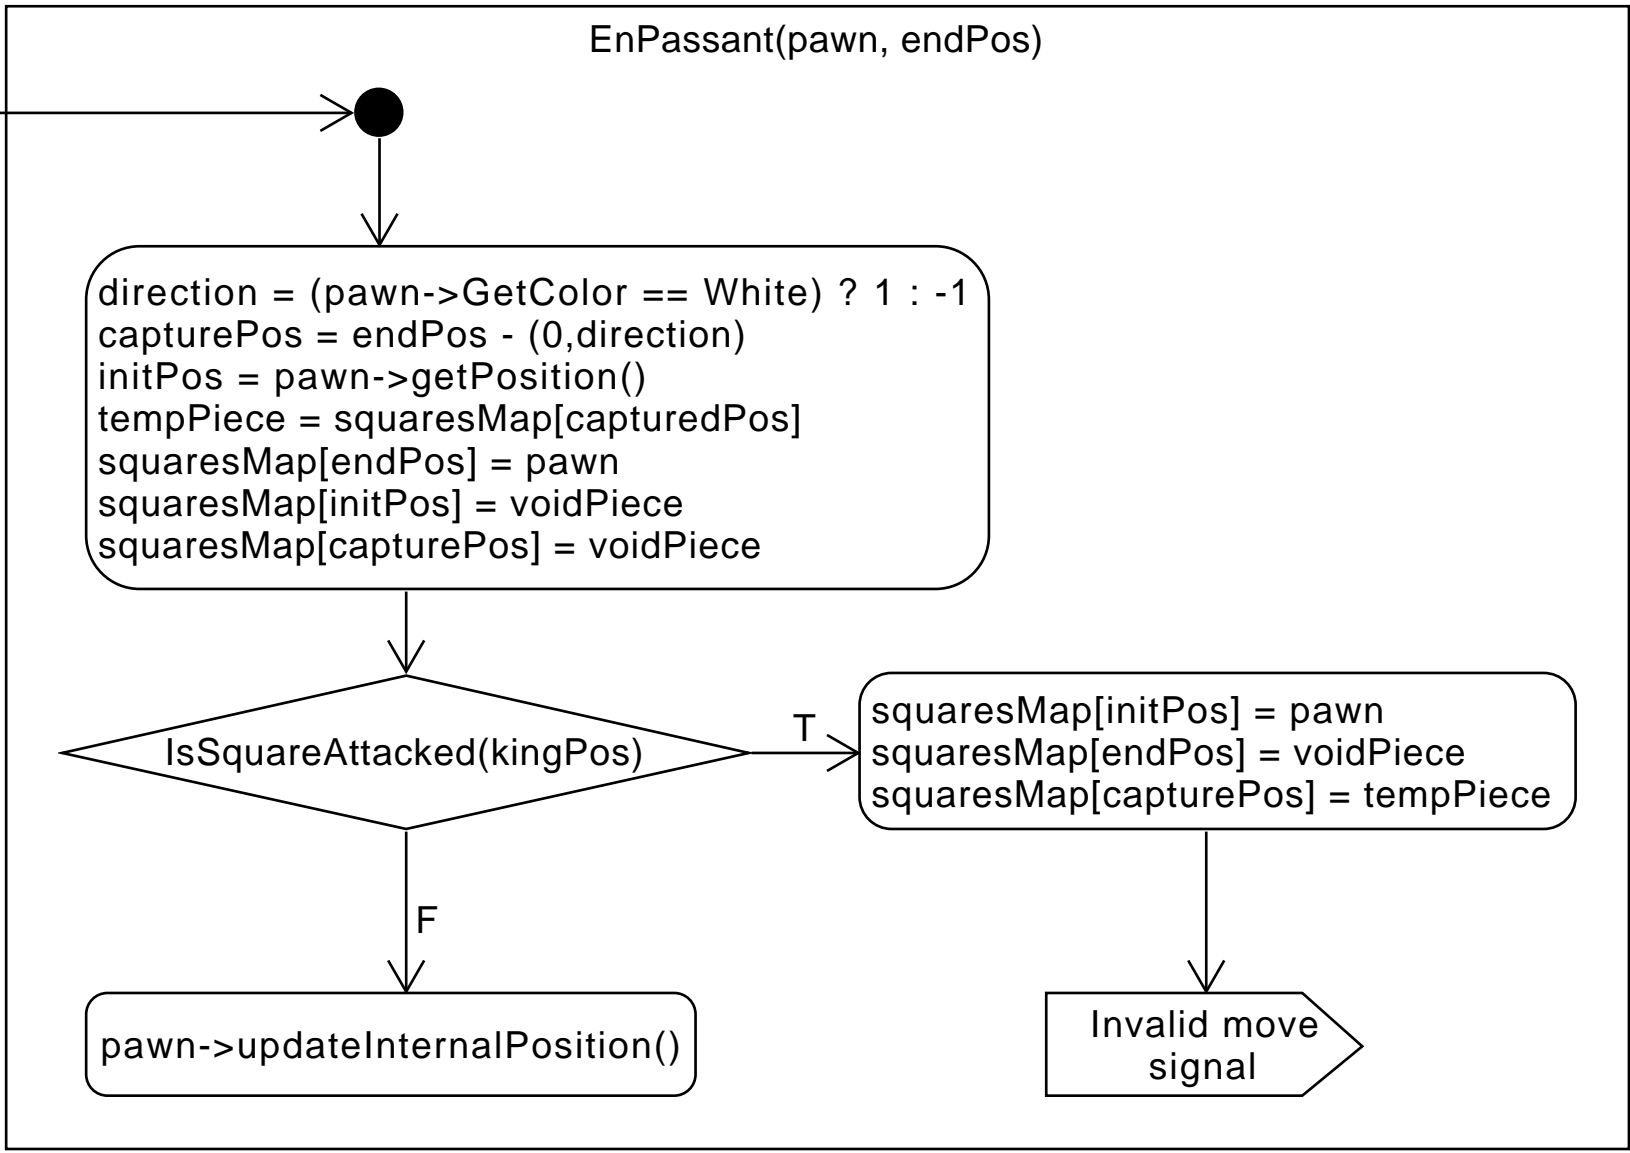 EnPassant(pawn, endPos)
direction = (pawn->GetColor == White) ? 1 : -1
capturePos = endPos - (0,direction)
initPos = pawn->getPosition()
tempPiece = squaresMap[capturedPos]
squaresMap[endPos] = pawn
squaresMap[initPos] = voidPiece
squaresMap[capturePos] = voidPiece
IsSquareAttacked(kingPos)
T
squaresMap[initPos] = pawn
squaresMap[endPos] = voidPiece
squaresMap[capturePos] = tempPiece
F
pawn->updateInternalPosition()
Invalid move
signal